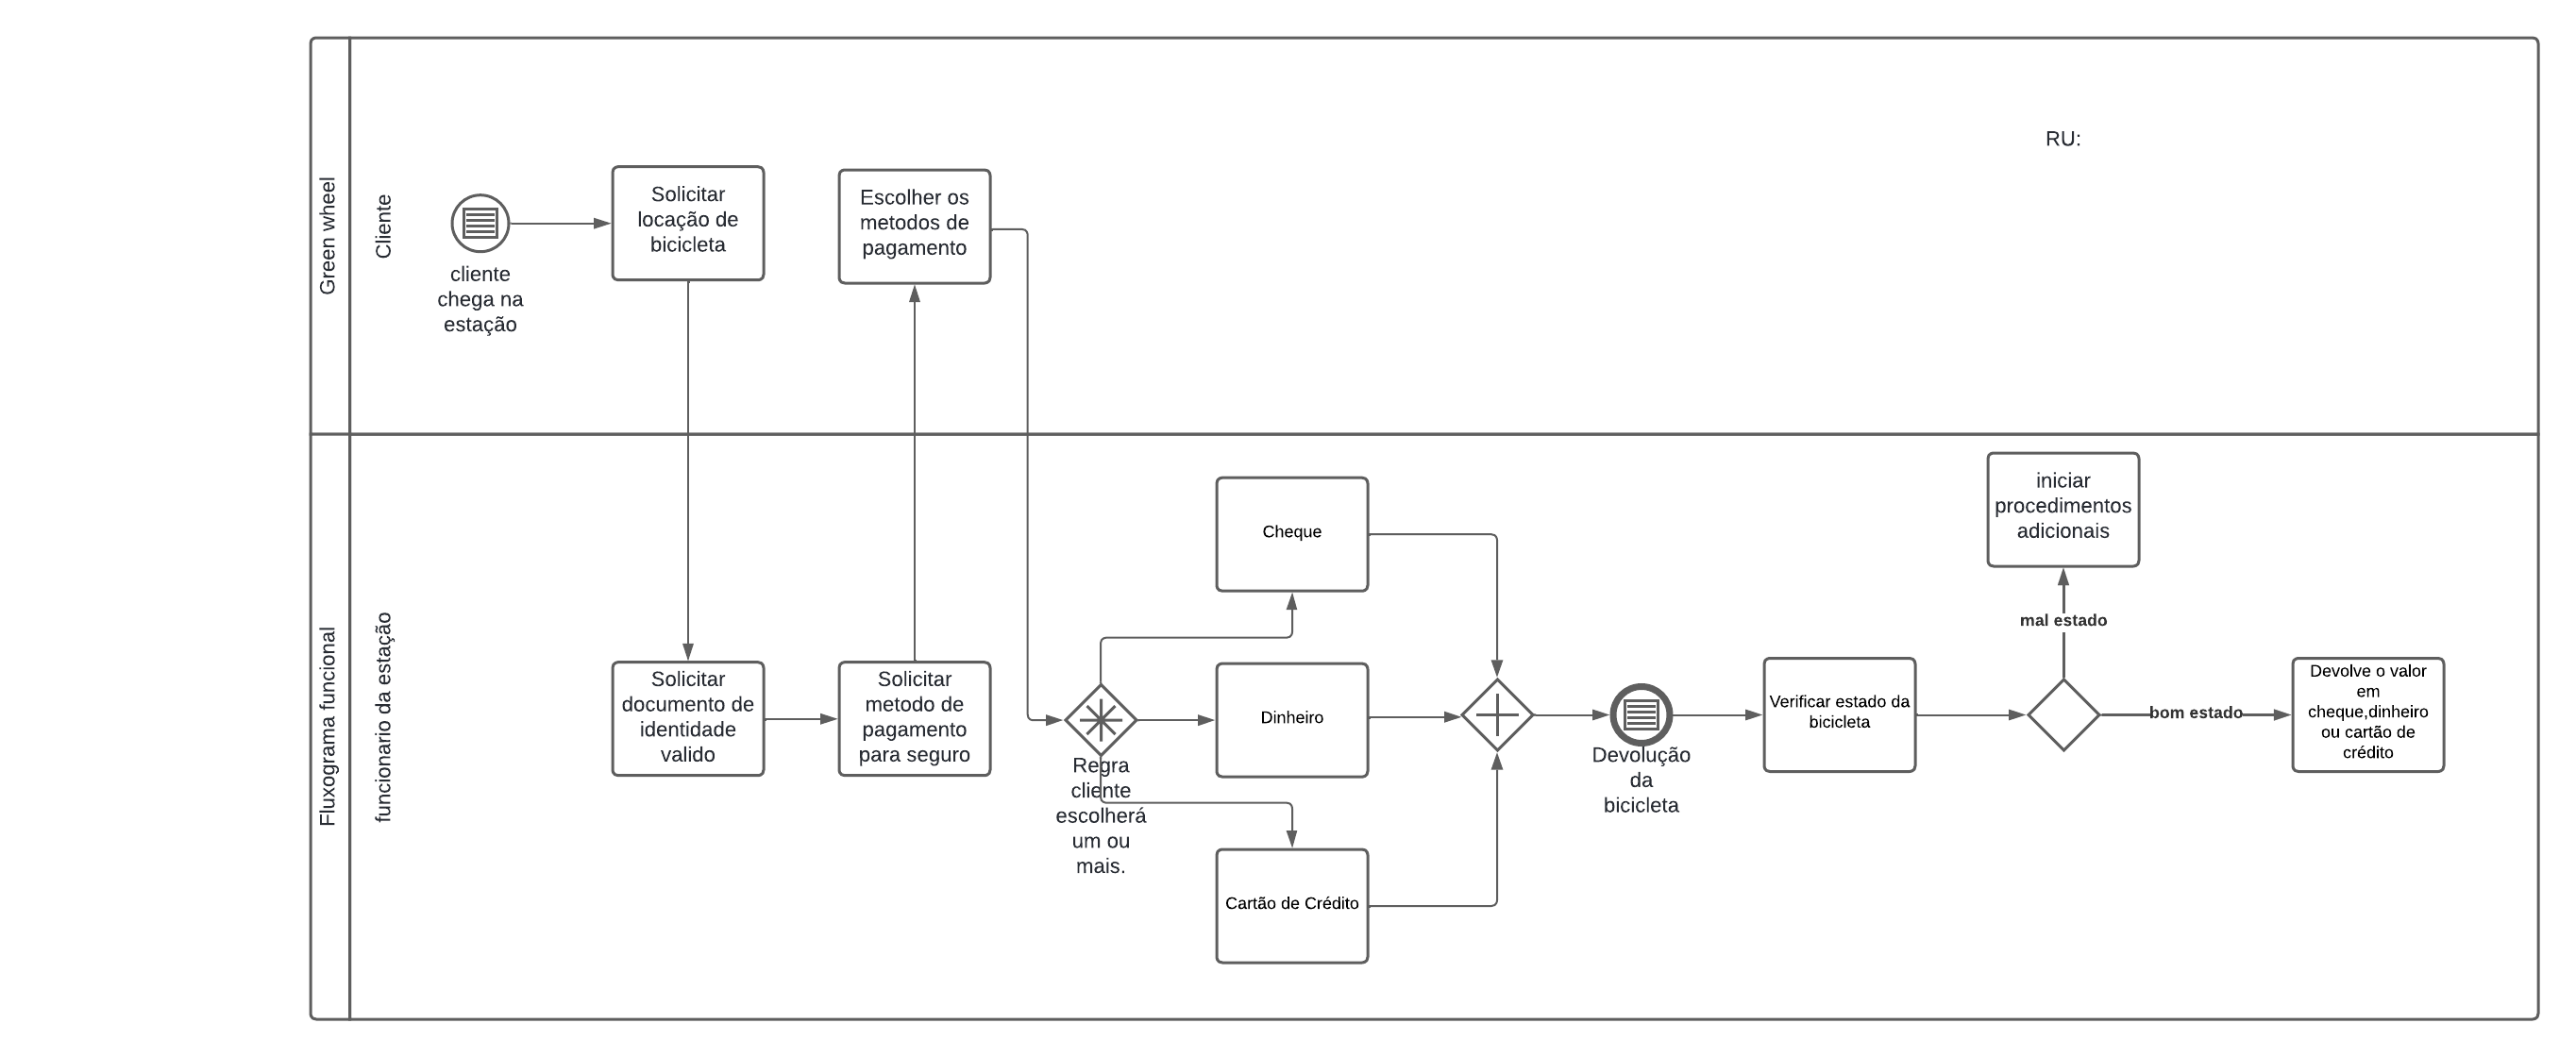 Green wheel
Cliente
RU:
cliente
chega na
estação
Solicitar
locação de
bicicleta
Escolher os
metodos de
pagamento
Fluxograma funcional
funcionario da estação
Solicitar
documento de
identidade
valido
Solicitar
metodo de
pagamento
para seguro
Regra
cliente
escolherá
um ou
mais.
Cheque
Dinheiro
Cartão de Crédito
Devolução
da
bicicleta
Verificar estado da
bicicleta
iniciar
procedimentos
adicionais
mal estado
bom estado
Devolve o valor
em
cheque,dinheiro
ou cartão de
crédito